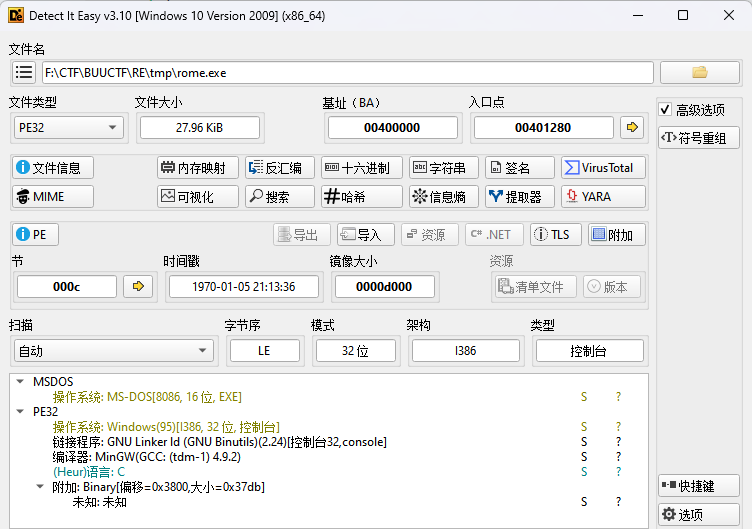 Detect It Easy v3.10 [Windows 10 Version 2009] (x86_64)
文件名
F:\CTF\BUUCTF\RE\tmp\rome.exe
文件类型 文件大小 基址（BA） 入口点
PE32 27.96 KiB 00400000 00401280
高级选项
符号重组
文件信息 内存映射 反汇编 十六进制 字符串 签名 VirusTotal
MIME 可视化 搜索 哈希 信息熵 提取器 YARA
PE 导出 导入 资源 C# .NET TLS 附加
节 时间戳 镜像大小 资源
000c 1970-01-05 21:13:36 0000d000 清单文件 版本
扫描 字节序 模式 架构 类型
自动 LE 32 位 I386 控制台
MSDOS
操作系统: MS-DOS[8086, 16 位, EXE] S ?
PE32
操作系统: Windows(95)[I386, 32 位, 控制台] S ?
链接程序: GNU Linker ld (GNU Binutils)(2.24)[控制台32,console] S ?
编译器: MinGW(GCC: (tdm-1) 4.9.2) S ?
(Heur)语言: C S ?
附加: Binary[偏移=0x3800,大小=0x37db]
未知: 未知 S ?
快捷键
选项